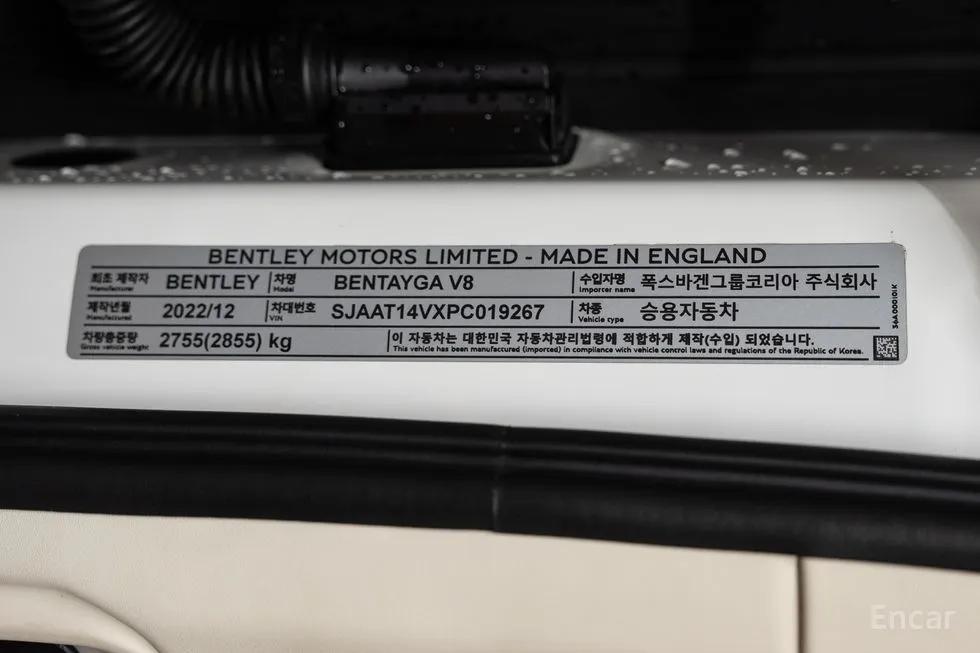 BENTLEY MOTORS LIMITED - MADE IN ENGLAND
최초 제작자 BENTLEY 차명 BENTAYGA V8 수입자명 폭스바겐그룹코리아 주식회사
Manufacturer Model Importer name
제작년월 2022/12 차대번호 SJAAT14VXPC019267 차종 승용자동차
Manufactured VIN Vehicle type
차량총중량 2755(2855) kg 이 자동차는 대한민국 자동차관리법령에 적합하게 제작(수입) 되었습니다.
Gross vehicle weight This vehicle has been manufactured (imported) in compliance with vehicle control laws and regulations of the Republic of Korea.
36A000101K
Encar